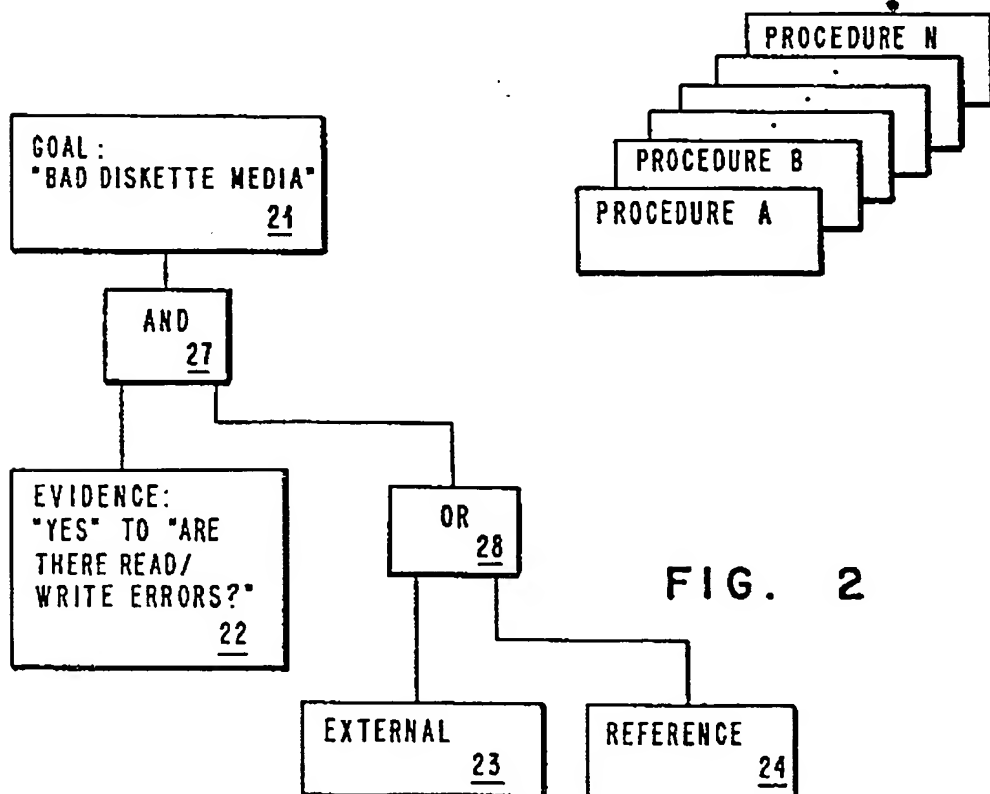 PROCEDURE N
PROCEDURE B
PROCEDURE A
GOAL:
"BAD DISKETTE MEDIA"
21
AND
27
EVIDENCE:
"YES" TO "ARE
THERE READ/
WRITE ERRORS?"
22
OR
28
FIG. 2
EXTERNAL
23
REFERENCE
24